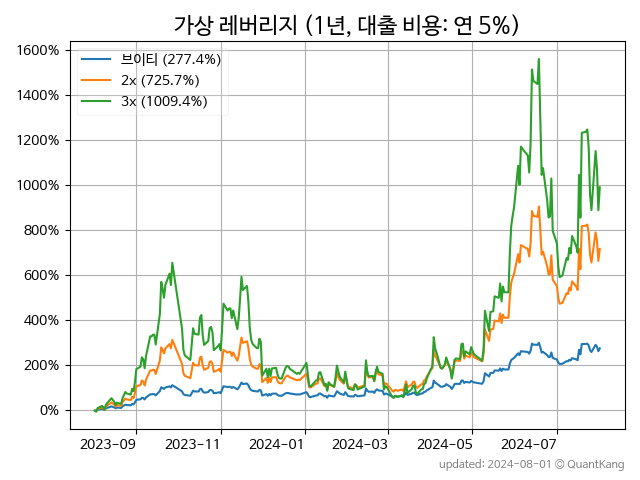 가상 레버리지 (1년, 대출 비용: 연 5%)
1600%
1400%
1200%
1000%
800%
600%
400%
200%
0%
브이티 (277.4%)
2x (725.7%)
3x (1009.4%)
2023-09 2023-11 2024-01 2024-03 2024-05 2024-07
updated: 2024-08-01 © QuantKang